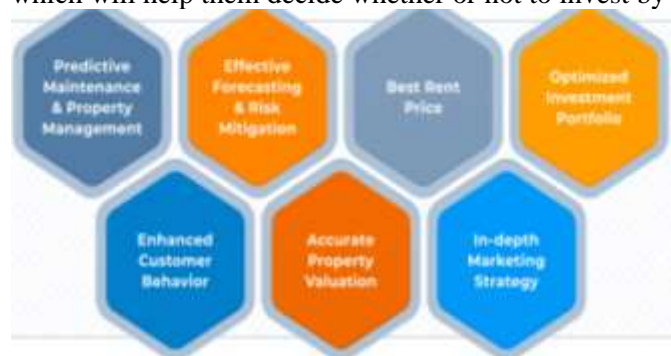 which will help them decide whether or not to invest by
Predictive
Maintenance
& Property
Management
Effective
Forecasting
& Risk
Mitigation
Best Rent
Price
Optimized
Investment
Portfolio
Enhanced
Customer
Behavior
Accurate
Property
Valuation
In-depth
Marketing
Strategy